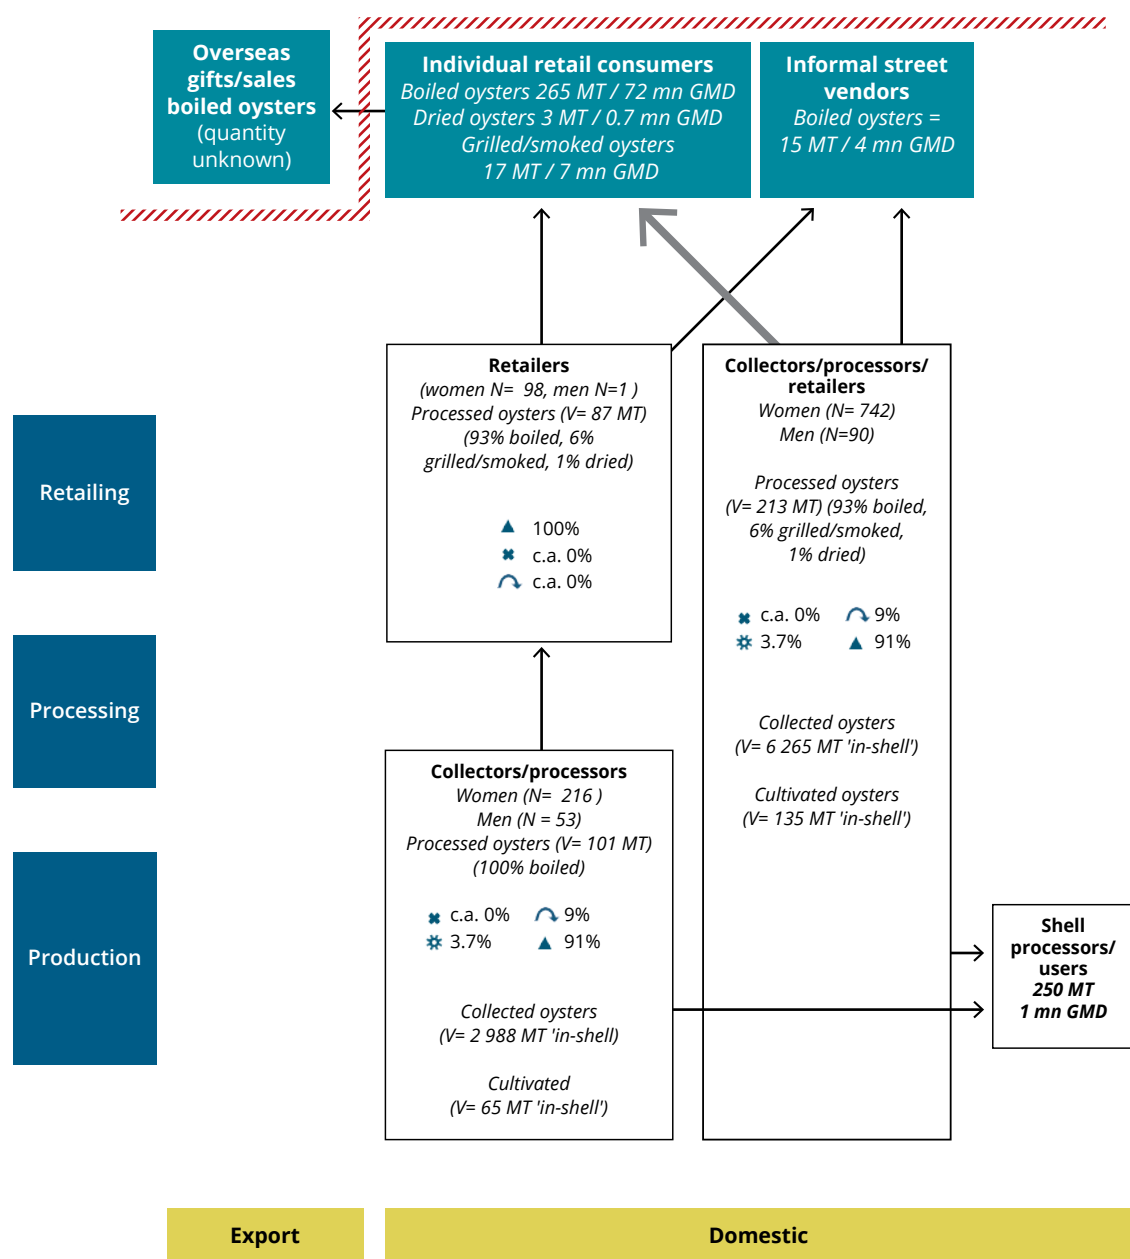 Overseas
gifts/sales
boiled oysters
(quantity
unknown)
Individual retail consumers
Boiled oysters 265 MT / 72 mn GMD
Dried oysters 3 MT / 0.7 mn GMD
Grilled/smoked oysters
17 MT / 7 mn GMD
Informal street
vendors
Boiled oysters =
15 MT / 4 mn GMD
Retailing
Processing
Production
Retailers
(women N= 98, men N=1 )
Processed oysters (V= 87 MT)
(93% boiled, 6%
grilled/smoked, 1% dried)
100%
c.a. 0%
c.a. 0%
Collectors/processors/
retailers
Women (N= 742)
Men (N=90)
Processed oysters
(V= 213 MT) (93% boiled,
6% grilled/smoked,
1% dried)
c.a. 0% 9%
3.7% 91%
Collected oysters
(V= 6 265 MT 'in-shell')
Cultivated oysters
(V= 135 MT 'in-shell')
Collectors/processors
Women (N= 216 )
Men (N = 53)
Processed oysters (V= 101 MT)
(100% boiled)
c.a. 0% 9%
3.7% 91%
Collected oysters
(V= 2 988 MT 'in-shell)
Cultivated
(V= 65 MT 'in-shell')
Shell
processors/
users
250 MT
1 mn GMD
Export
Domestic